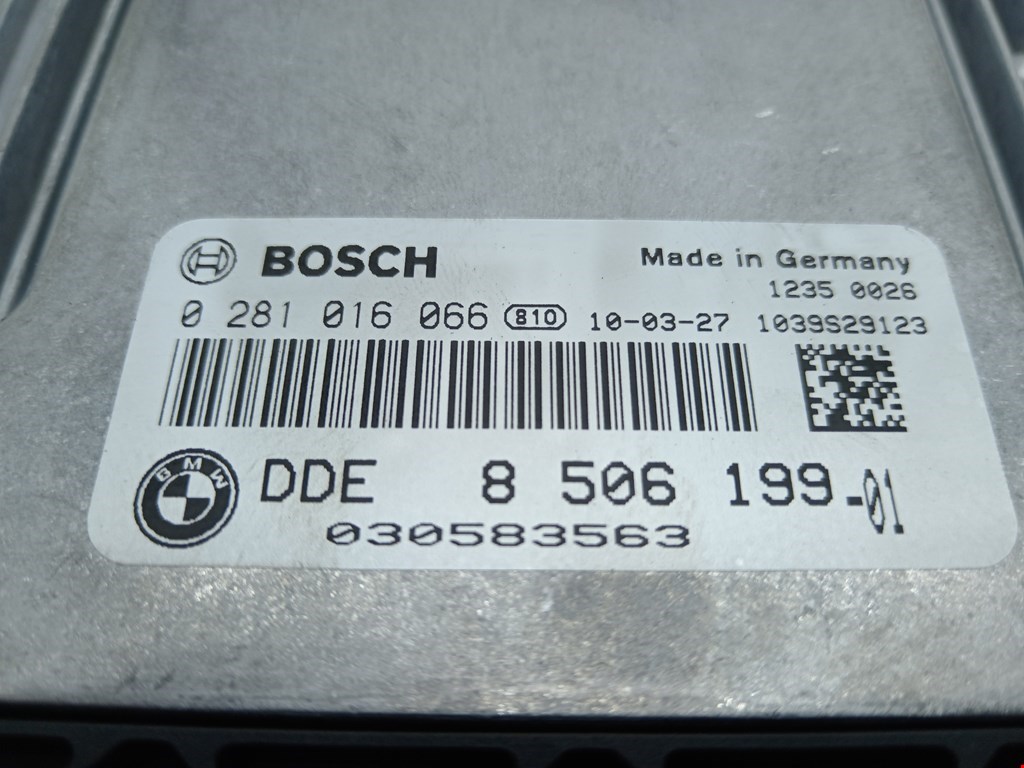 BOSCH Made in Germany
1235 0026
0 281 016 066 810 10-03-27 1039S29123
BMW DDE 8 506 199-01
030583563